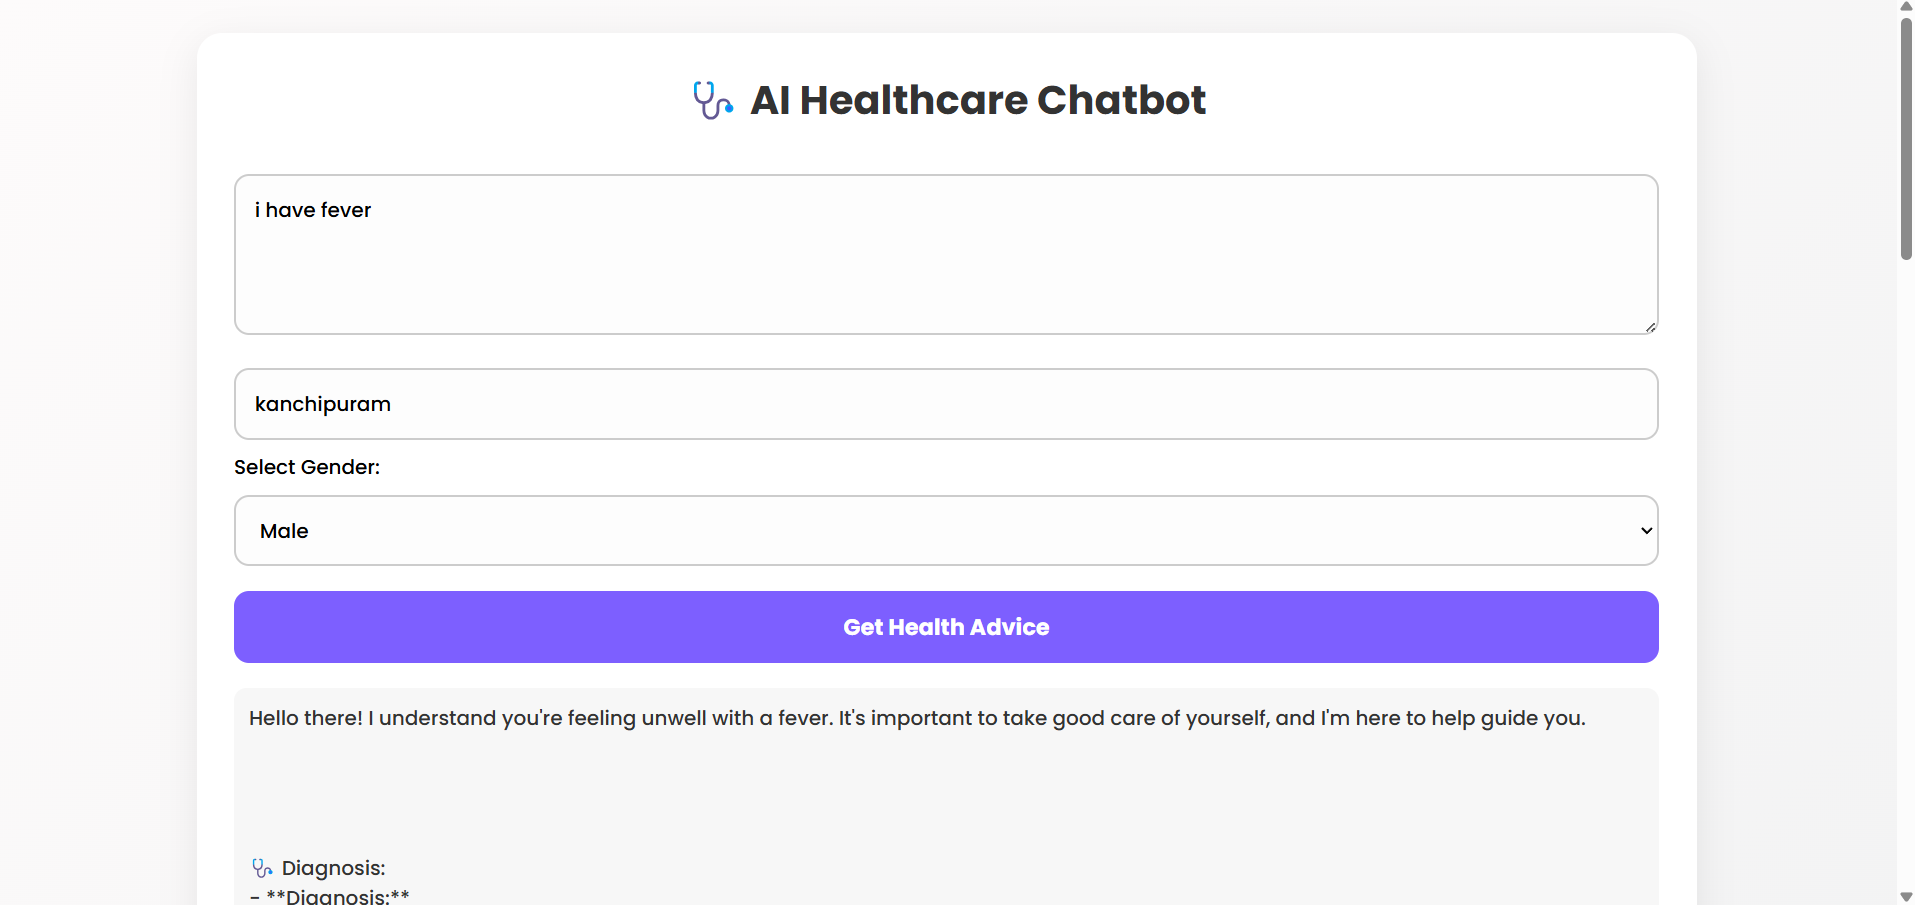 AI Healthcare Chatbot
i have fever
kanchipuram
Select Gender:
Male
Get Health Advice
Hello there! I understand you're feeling unwell with a fever. It's important to take good care of yourself, and I'm here to help guide you.
Diagnosis:
- **Diagnosis:**